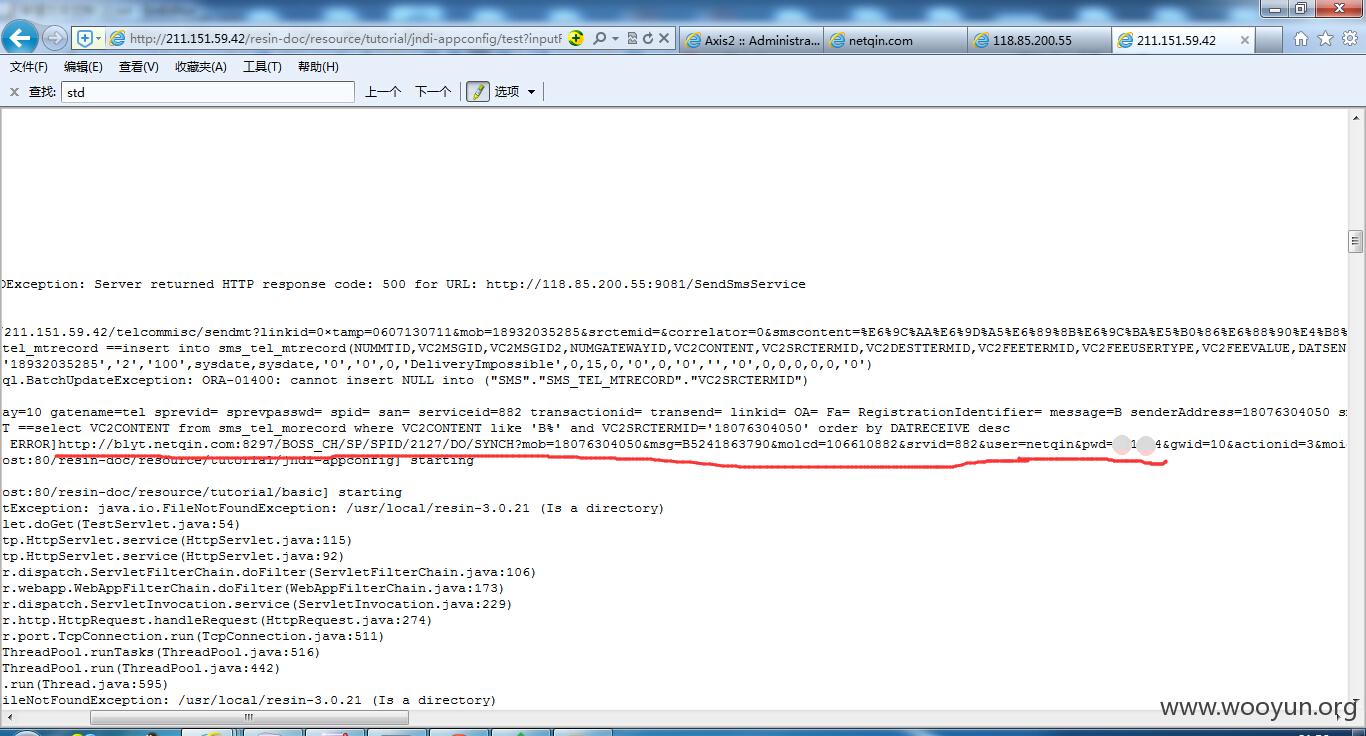 http://211.151.59.42/resin-doc/resource/tutorial/jndi-appconfig/test?inputF
Axis2 :: Administra...
netqin.com
118.85.200.55
211.151.59.42
文件(F) 编辑(E) 查看(V) 收藏夹(A) 工具(T) 帮助(H)
查找: std 上一个 下一个 选项
OException: Server returned HTTP response code: 500 for URL: http://118.85.200.55:9081/SendSmsService
/211.151.59.42/telcommisc/sendmt?linkid=0×tamp=0607130711&mob=18932035285&srctemid=&correlator=0&smscontent=%E6%9C%AA%E6%9D%A5%E6%89%8B%E6%9C%BA%E5%B0%86%E6%88%90%E4%B8%
tel_mtrecord ==insert into sms_tel_mtrecord(NUMMTID,VC2MSGID,VC2MSGID2,NUMGATEWAYID,VC2CONTENT,VC2SRCTERMID,VC2DESTTERMID,VC2FEETERMID,VC2FEEUSERTYPE,VC2FEEVALUE,DATSEN
'18932035285','2','100',sysdate,sysdate,'0','0',0,'DeliveryImpossible',0,15,0,'0',0,'0','','0',0,0,0,0,0,'0')
ql.BatchUpdateException: ORA-01400: cannot insert NULL into ("SMS"."SMS_TEL_MTRECORD"."VC2SRCTERMID")
ay=10 gatename=tel sprevid= sprevpasswd= spid= san= serviceid=882 transactionid= transend= linkid= OA= Fa= RegistrationIdentifier= message=B senderAddress=18076304050 s
T ==select VC2CONTENT from sms_tel_morecord where VC2CONTENT like 'B%' and VC2SRCTERMID='18076304050' order by DATRECEIVE desc
ERROR]http://blyt.netqin.com:8297/BOSS_CH/SP/SPID/2127/DO/SYNCH?mob=18076304050&msg=B5241863790&molcd=106610882&srvid=882&user=netqin&pwd= 1 4&gwid=10&actionid=3&moi
ost:80/resin-doc/resource/tutorial/jndi-appconfig] starting
ost:80/resin-doc/resource/tutorial/basic] starting
tException: java.io.FileNotFoundException: /usr/local/resin-3.0.21 (Is a directory)
let.doGet(TestServlet.java:54)
tp.HttpServlet.service(HttpServlet.java:115)
tp.HttpServlet.service(HttpServlet.java:92)
r.dispatch.ServletFilterChain.doFilter(ServletFilterChain.java:106)
r.webapp.WebAppFilterChain.doFilter(WebAppFilterChain.java:173)
r.dispatch.ServletInvocation.service(ServletInvocation.java:229)
r.http.HttpRequest.handleRequest(HttpRequest.java:274)
r.port.TcpConnection.run(TcpConnection.java:511)
ThreadPool.runTasks(ThreadPool.java:516)
ThreadPool.run(ThreadPool.java:442)
.run(Thread.java:595)
ileNotFoundException: /usr/local/resin-3.0.21 (Is a directory)
www.wooyun.org